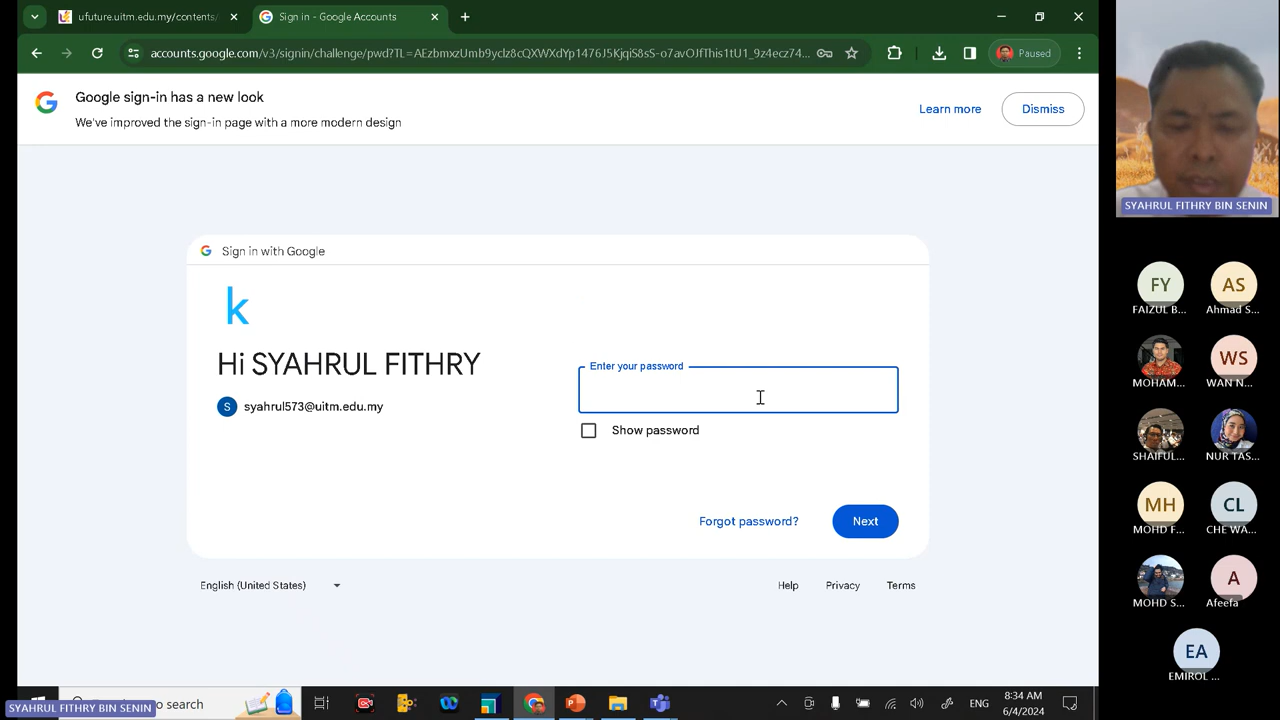 ufuture.uitm.edu.my/contents/
Sign in - Google Accounts
accounts.google.com/v3/signin/challenge/pwd?TL=AEzbmxzUmb9yclz8cQXWXdYp1476J5KjqiS8sS-o7avOJfThis1tU1_9z4ecz74...
Paused
Google sign-in has a new look
We've improved the sign-in page with a more modern design
Learn more
Dismiss
Sign in with Google
k
Hi SYAHRUL FITHRY
syahrul573@uitm.edu.my
S
Enter your password
Show password
Forgot password?
Next
English (United States)
Help
Privacy
Terms
SYAHRUL FITHRY BIN SENIN
FY
FAIZUL B...
AS
Ahmad S...
MOHAM...
WS
WAN N...
SHAIFUL...
NUR TAS...
MH
MOHD F...
CL
CHE WA...
MOHD S...
A
Afeefa
EA
EMIROL ...
SYAHRUL FITHRY BIN SENIN
search
ENG
8:34 AM
6/4/2024